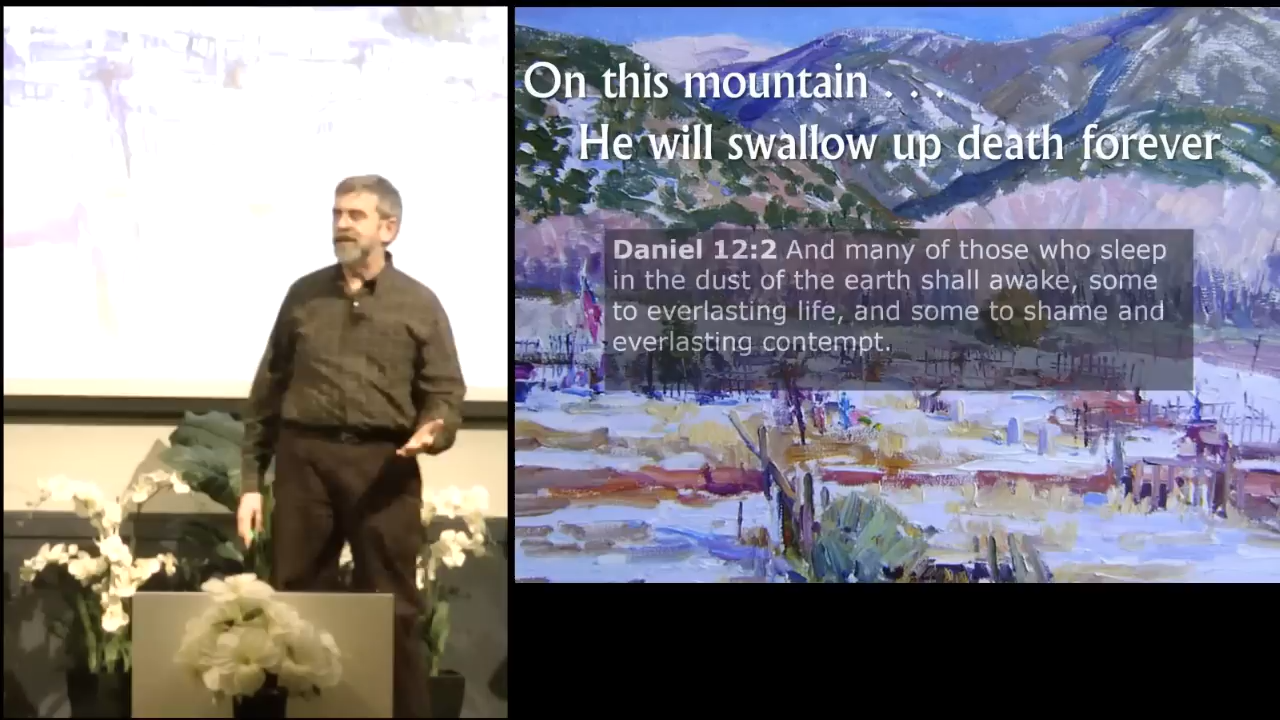 On this mountain . . .
He will swallow up death forever
Daniel 12:2 And many of those who sleep
in the dust of the earth shall awake, some
to everlasting life, and some to shame and
everlasting contempt.